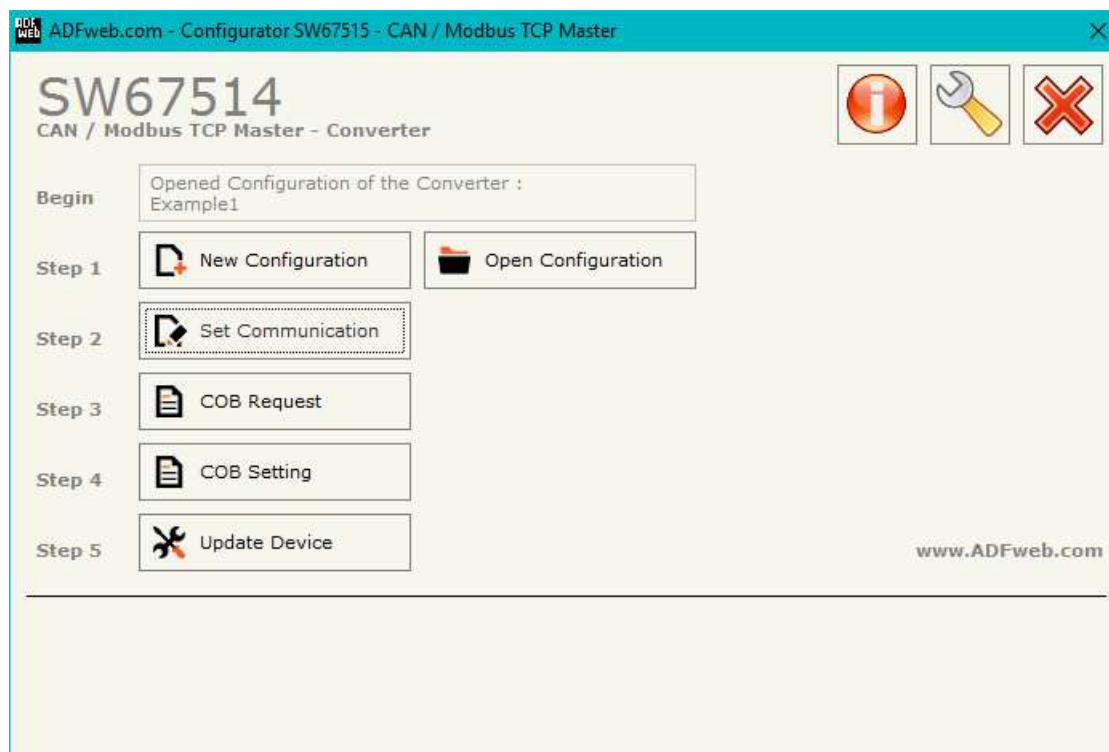 ADF
WEB
ADFweb.com - Configurator SW67515 - CAN / Modbus TCP Master
SW67514
CAN / Modbus TCP Master - Converter
Begin
Opened Configuration of the Converter :
Example1
Step 1
New Configuration
Open Configuration
Step 2
Set Communication
Step 3
COB Request
Step 4
COB Setting
Step 5
Update Device
www.ADFweb.com